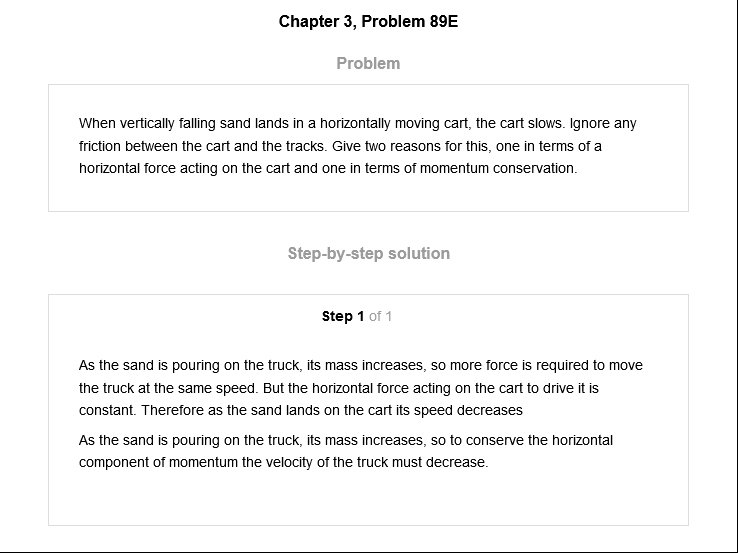 Chapter 3, Problem 89E
Problem
When vertically falling sand lands in a horizontally moving cart, the cart slows. Ignore any
friction between the cart and the tracks. Give two reasons for this, one in terms of a
horizontal force acting on the cart and one in terms of momentum conservation.
Step-by-step solution
Step 1 of 1
As the sand is pouring on the truck, its mass increases, so more force is required to move
the truck at the same speed. But the horizontal force acting on the cart to drive it is
constant. Therefore as the sand lands on the cart its speed decreases
As the sand is pouring on the truck, its mass increases, so to conserve the horizontal
component of momentum the velocity of the truck must decrease.